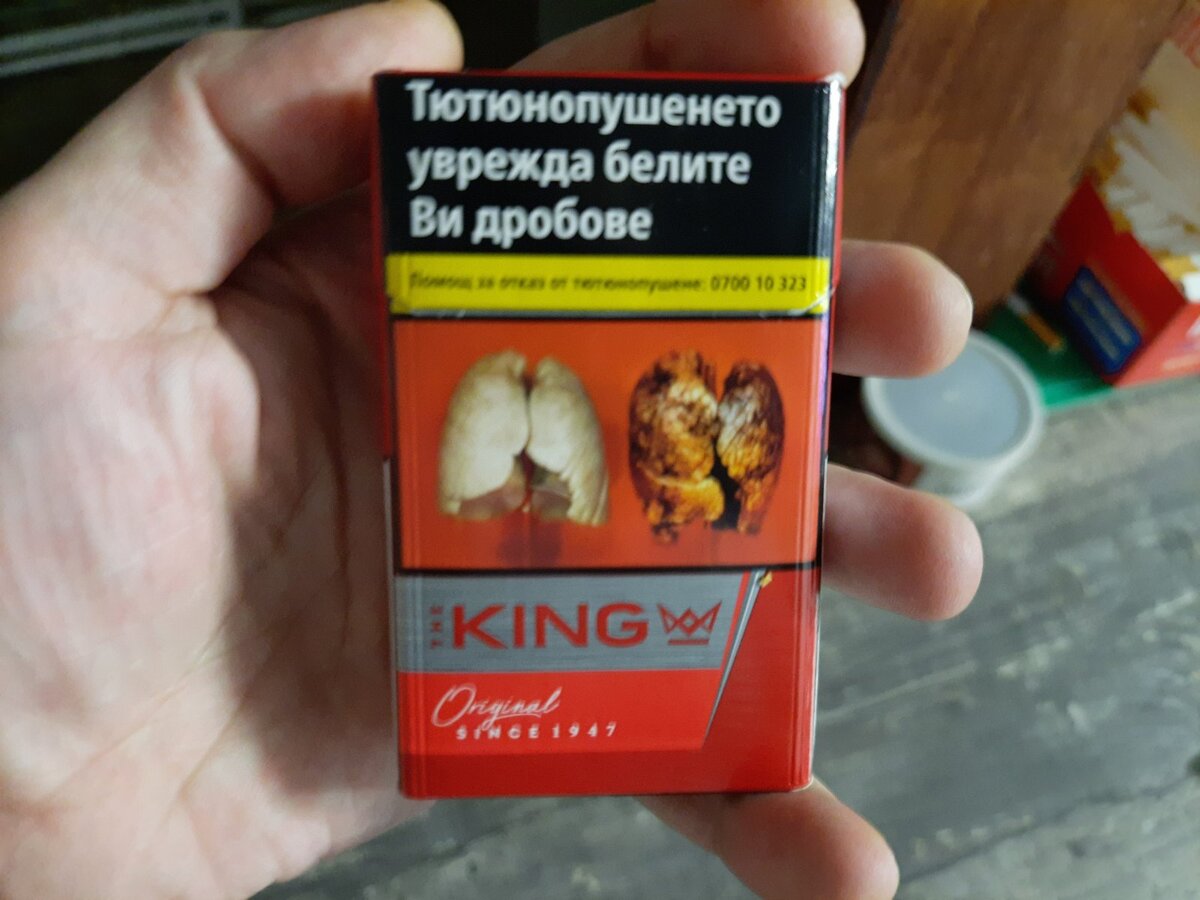 Тютюнопушенето
уврежда белите
Ви дробове
Помощ за отказ от тютюнопушене: 0700 10 323
THE KING
Original
SINCE 1947